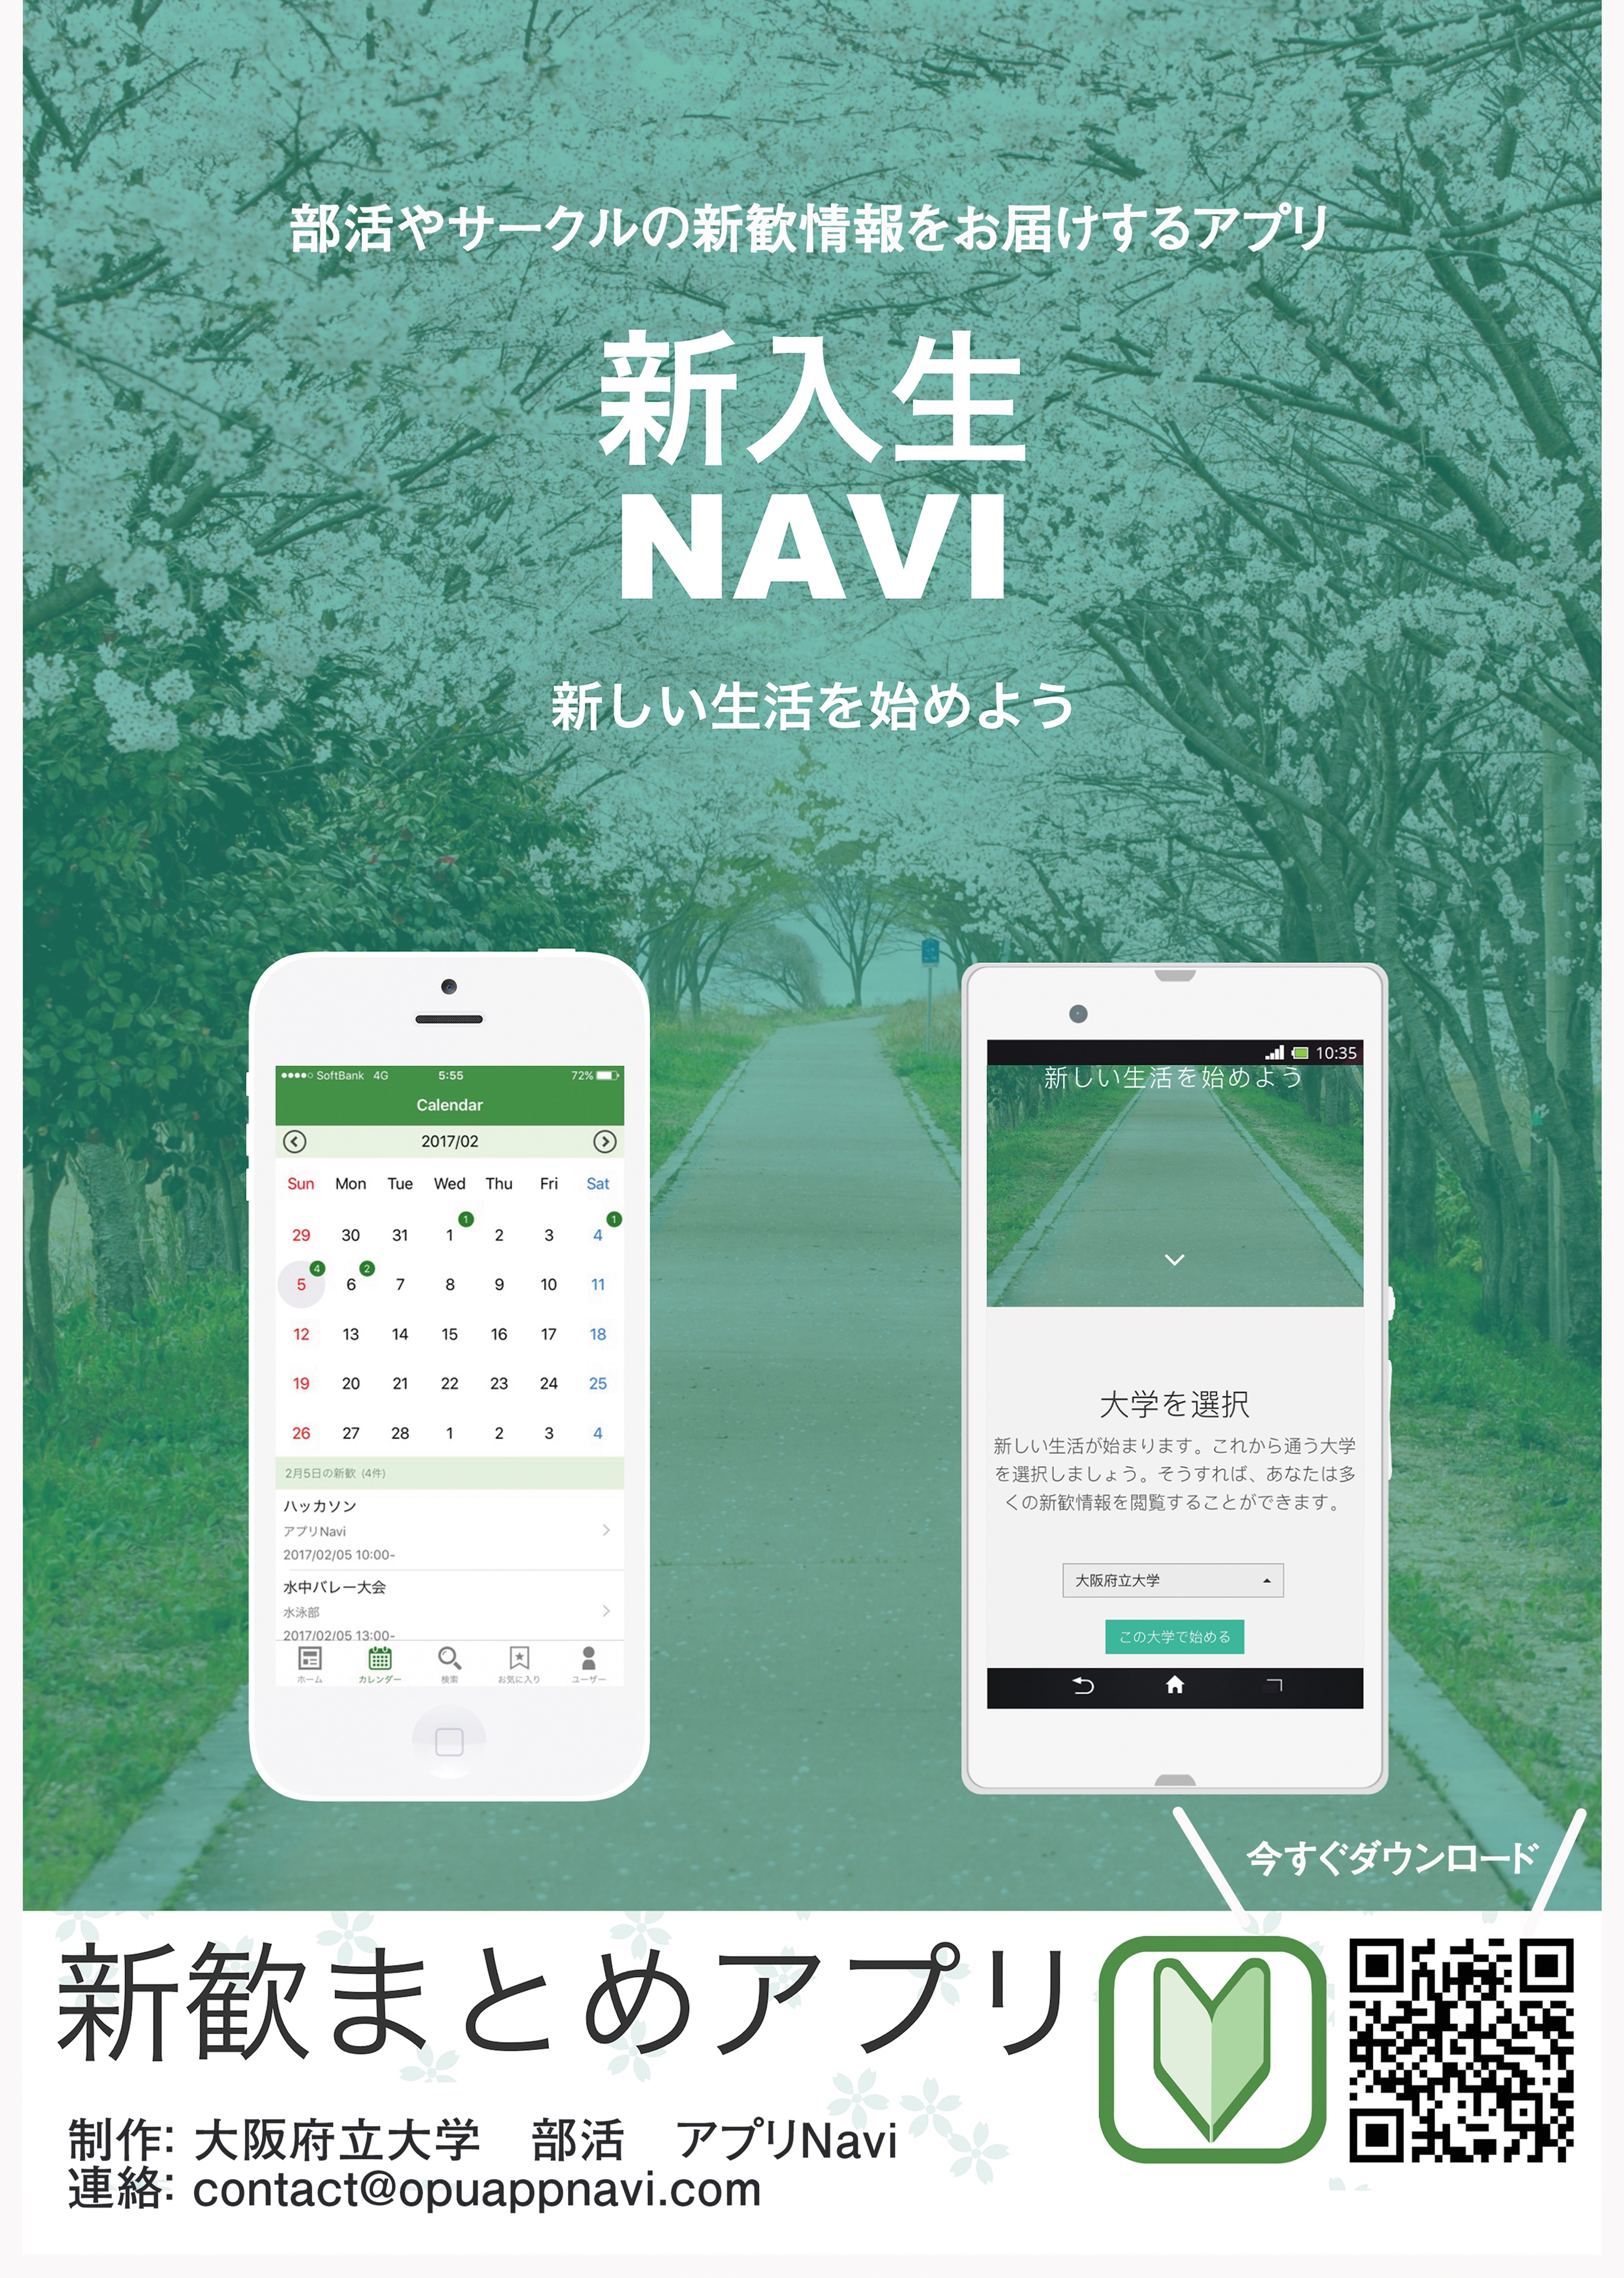 部活やサークルの新歓情報をお届けするアプリ
新入生
NAVI
新しい生活を始めよう
●●●●○ SoftBank 4G 5:55 72%
Calendar
2017/02
Sun Mon Tue Wed Thu Fri Sat
29 30 31 1 1 2 3 4 1
5 4 6 2 7 8 9 10 11
12 13 14 15 16 17 18
19 20 21 22 23 24 25
26 27 28 1 2 3 4
2月5日の新歓 (4件)
ハッカソン
アプリNavi
2017/02/05 10:00-
水中バレー大会
水泳部
2017/02/05 13:00-
ホーム カレンダー 検索 お気に入り ユーザー
10:35
新しい生活を始めよう
大学を選択
新しい生活が始まります。これから通う大学
を選択しましょう。そうすれば、あなたは多
くの新歓情報を閲覧することができます。
大阪府立大学
この大学で始める
今すぐダウンロード
新歓まとめアプリ
制作: 大阪府立大学 部活 アプリNavi
連絡: contact@opuappnavi.com